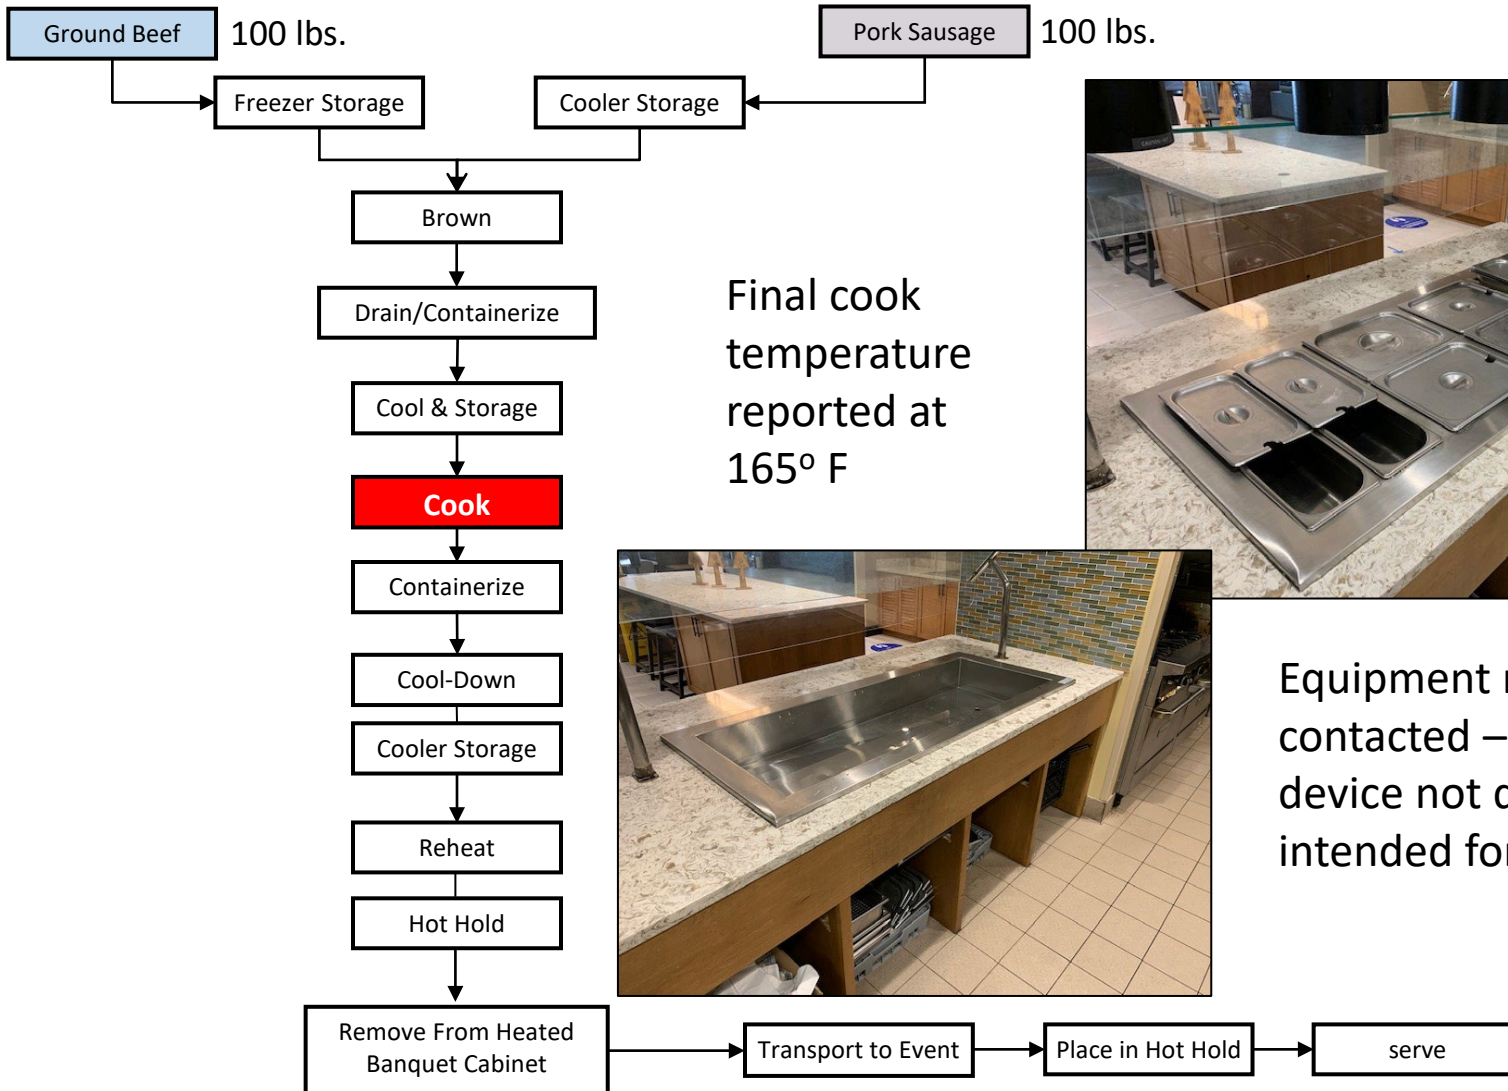 Ground Beef
100 lbs.
Pork Sausage
100 lbs.
Freezer Storage
Cooler Storage
Brown
Drain/Containerize
Cool & Storage
Cook
Containerize
Cool-Down
Cooler Storage
Reheat
Hot Hold
Remove From Heated
Banquet Cabinet
Transport to Event
Place in Hot Hold
serve
Final cook
temperature
reported at
165º F
Equipment
contacted –
device not
intended